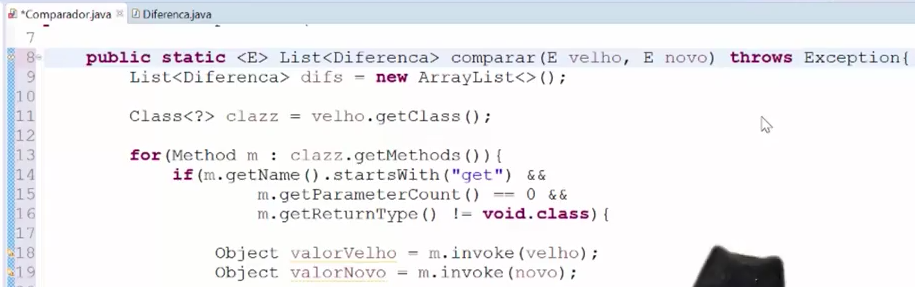 *Comparador.java Diferenca.java
7
8 public static <E> List<Diferenca> comparar(E velho, E novo) throws Exception{
9 List<Diferenca> difs = new ArrayList<>();
10
11 Class<?> clazz = velho.getClass();
12
13 for(Method m : clazz.getMethods()){
14 if(m.getName().startsWith("get") &&
15 m.getParameterCount() == 0 &&
16 m.getReturnType() != void.class){
17
18 Object valorVelho = m.invoke(velho);
19 Object valorNovo = m.invoke(novo);